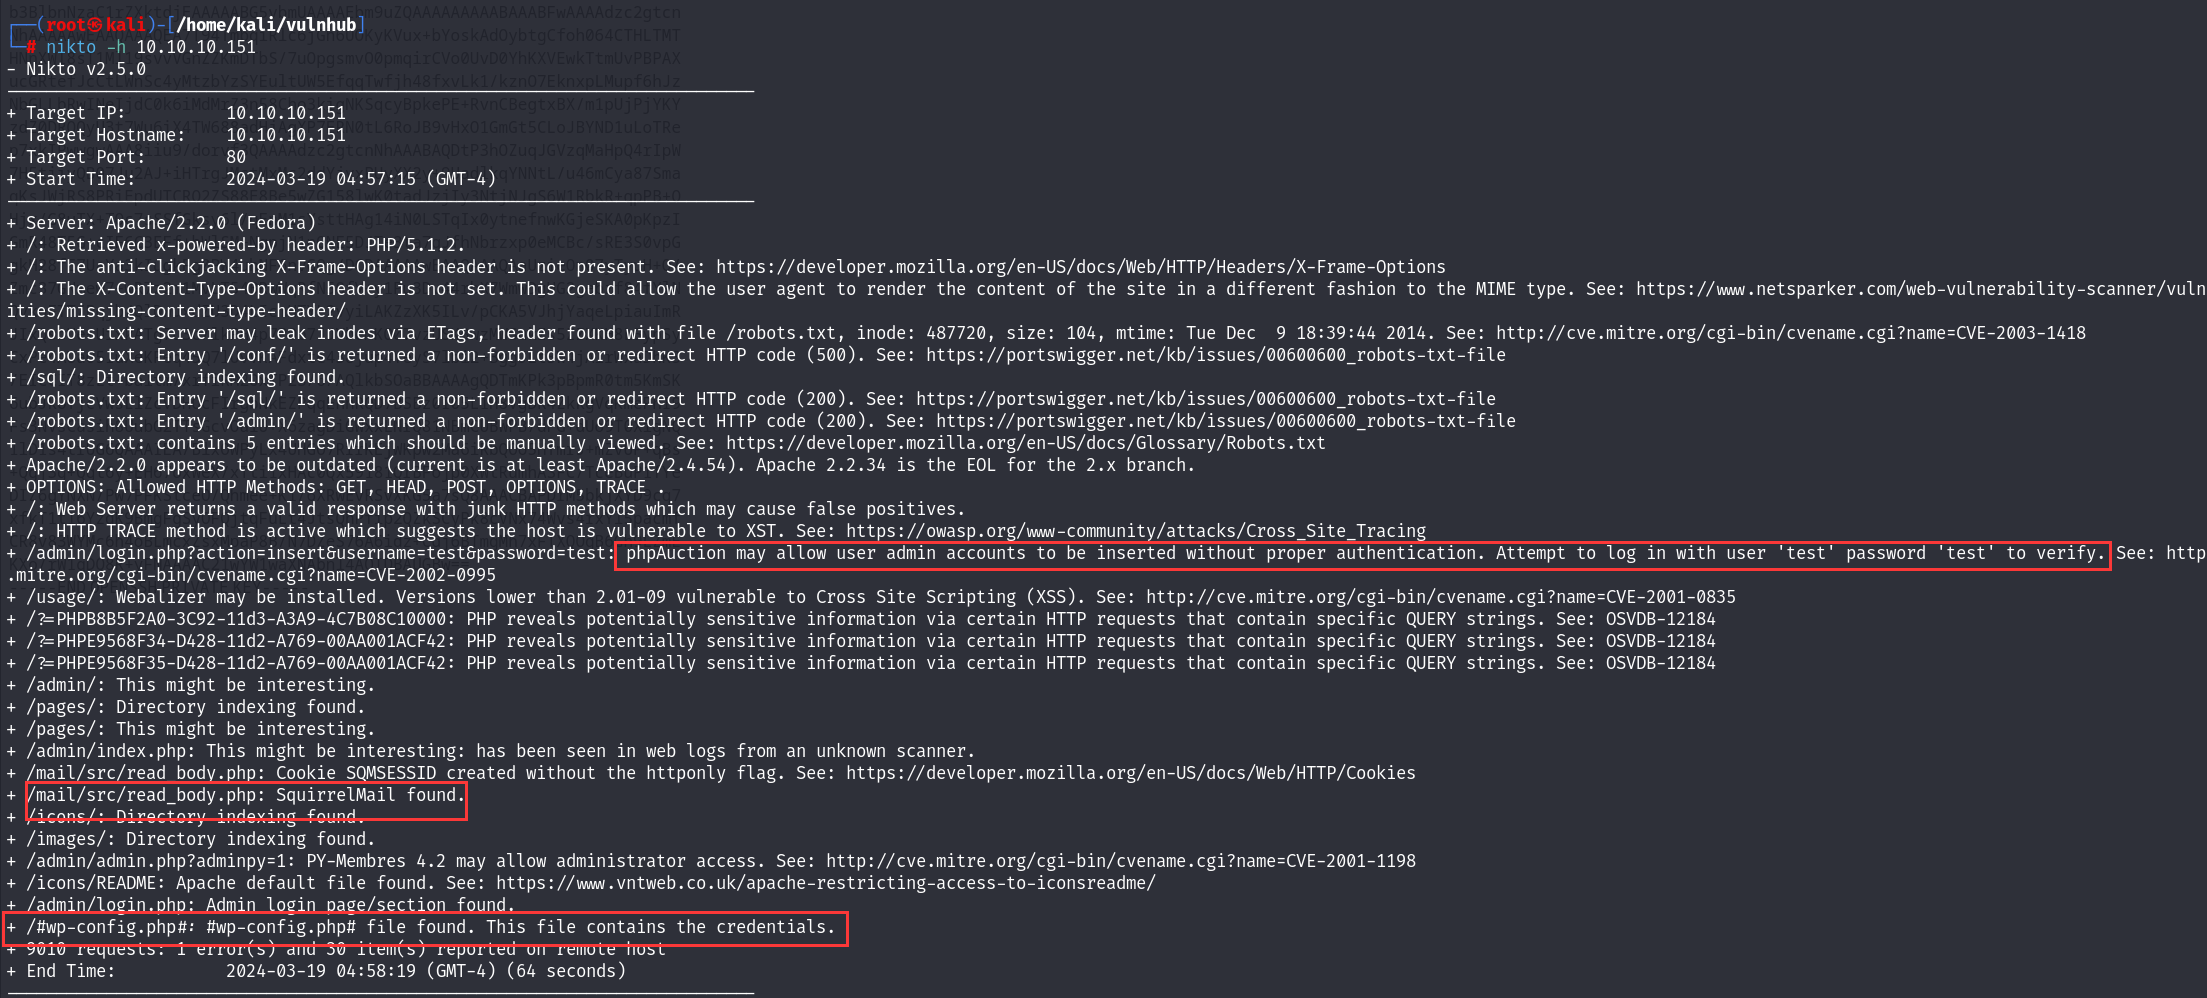 ┌──(root㉿kali)-[/home/kali/vulnhub]
└─# nikto -h 10.10.10.151
- Nikto v2.5.0
---------------------------------------------------------------------------
+ Target IP:          10.10.10.151
+ Target Hostname:    10.10.10.151
+ Target Port:        80
+ Start Time:         2024-03-19 04:57:15 (GMT-4)
---------------------------------------------------------------------------
+ Server: Apache/2.2.0 (Fedora)
+ /: Retrieved x-powered-by header: PHP/5.1.2.
+ /: The anti-clickjacking X-Frame-Options header is not present. See: https://developer.mozilla.org/en-US/docs/Web/HTTP/Headers/X-Frame-Options
+ /: The X-Content-Type-Options header is not set. This could allow the user agent to render the content of the site in a different fashion to the MIME type. See: https://www.netsparker.com/web-vulnerability-scanner/vuln
ities/missing-content-type-header/
+ /robots.txt: Server may leak inodes via ETags, header found with file /robots.txt, inode: 487720, size: 104, mtime: Tue Dec  9 18:39:44 2014. See: http://cve.mitre.org/cgi-bin/cvename.cgi?name=CVE-2003-1418
+ /robots.txt: Entry '/conf/' is returned a non-forbidden or redirect HTTP code (500). See: https://portswigger.net/kb/issues/00600600_robots-txt-file
+ /sql/: Directory indexing found.
+ /robots.txt: Entry '/sql/' is returned a non-forbidden or redirect HTTP code (200). See: https://portswigger.net/kb/issues/00600600_robots-txt-file
+ /robots.txt: Entry '/admin/' is returned a non-forbidden or redirect HTTP code (200). See: https://portswigger.net/kb/issues/00600600_robots-txt-file
+ /robots.txt: contains 5 entries which should be manually viewed. See: https://developer.mozilla.org/en-US/docs/Glossary/Robots.txt
+ Apache/2.2.0 appears to be outdated (current is at least Apache/2.4.54). Apache 2.2.34 is the EOL for the 2.x branch.
+ OPTIONS: Allowed HTTP Methods: GET, HEAD, POST, OPTIONS, TRACE .
+ /: Web Server returns a valid response with junk HTTP methods which may cause false positives.
+ /: HTTP TRACE method is active which suggests the host is vulnerable to XST. See: https://owasp.org/www-community/attacks/Cross_Site_Tracing
+ /admin/login.php?action=insert&username=test&password=test: phpAuction may allow user admin accounts to be inserted without proper authentication. Attempt to log in with user 'test' password 'test' to verify. See: http
.mitre.org/cgi-bin/cvename.cgi?name=CVE-2002-0995
+ /usage/: Webalizer may be installed. Versions lower than 2.01-09 vulnerable to Cross Site Scripting (XSS). See: http://cve.mitre.org/cgi-bin/cvename.cgi?name=CVE-2001-0835
+ /?=PHPB8B5F2A0-3C92-11d3-A3A9-4C7B08C10000: PHP reveals potentially sensitive information via certain HTTP requests that contain specific QUERY strings. See: OSVDB-12184
+ /?=PHPE9568F34-D428-11d2-A769-00AA001ACF42: PHP reveals potentially sensitive information via certain HTTP requests that contain specific QUERY strings. See: OSVDB-12184
+ /?=PHPE9568F35-D428-11d2-A769-00AA001ACF42: PHP reveals potentially sensitive information via certain HTTP requests that contain specific QUERY strings. See: OSVDB-12184
+ /admin/: This might be interesting.
+ /pages/: Directory indexing found.
+ /pages/: This might be interesting.
+ /admin/index.php: This might be interesting: has been seen in web logs from an unknown scanner.
+ /mail/src/read_body.php: Cookie SQMSESSID created without the httponly flag. See: https://developer.mozilla.org/en-US/docs/Web/HTTP/Cookies
+ /mail/src/read_body.php: SquirrelMail found.
+ /icons/: Directory indexing found.
+ /images/: Directory indexing found.
+ /admin/admin.php?adminpy=1: PY-Membres 4.2 may allow administrator access. See: http://cve.mitre.org/cgi-bin/cvename.cgi?name=CVE-2001-1198
+ /icons/README: Apache default file found. See: https://www.vntweb.co.uk/apache-restricting-access-to-iconsreadme/
+ /admin/login.php: Admin login page/section found.
+ /#wp-config.php#: #wp-config.php# file found. This file contains the credentials.
+ 9010 requests: 1 error(s) and 30 item(s) reported on remote host
+ End Time:           2024-03-19 04:58:19 (GMT-4) (64 seconds)
---------------------------------------------------------------------------